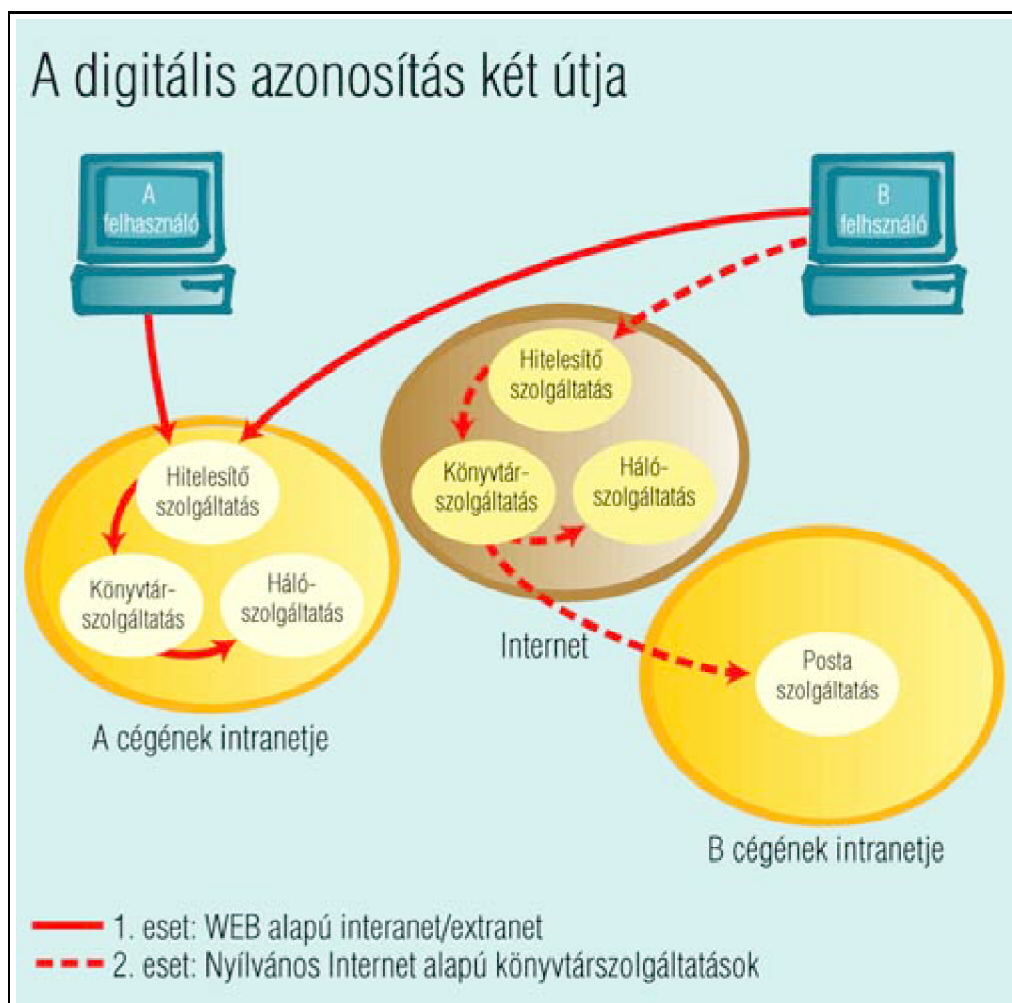 A digitális azonosítás két útja
A
felhasználó
B
felhsználó
Hitelesítő
szolgáltatás
Könyvtár-
szolgáltatás
Háló-
szolgáltatás
Hitelesítő
szolgáltatás
Könyvtár-
szolgáltatás
Háló-
szolgáltatás
Internet
Posta
szolgáltatás
A cégének intranetje
B cégének intranetje
1. eset: WEB alapú interanet/extranet
2. eset: Nyílvános Internet alapú könyvtárszolgáltatások